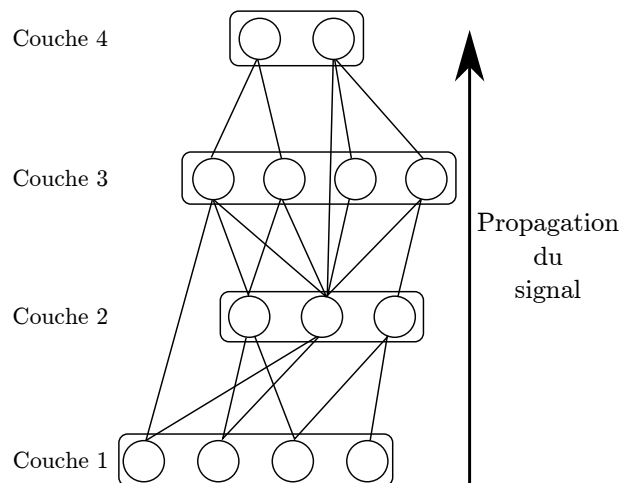 Couche 4
Couche 3
Propagation
du
signal
Couche 2
Couche 1